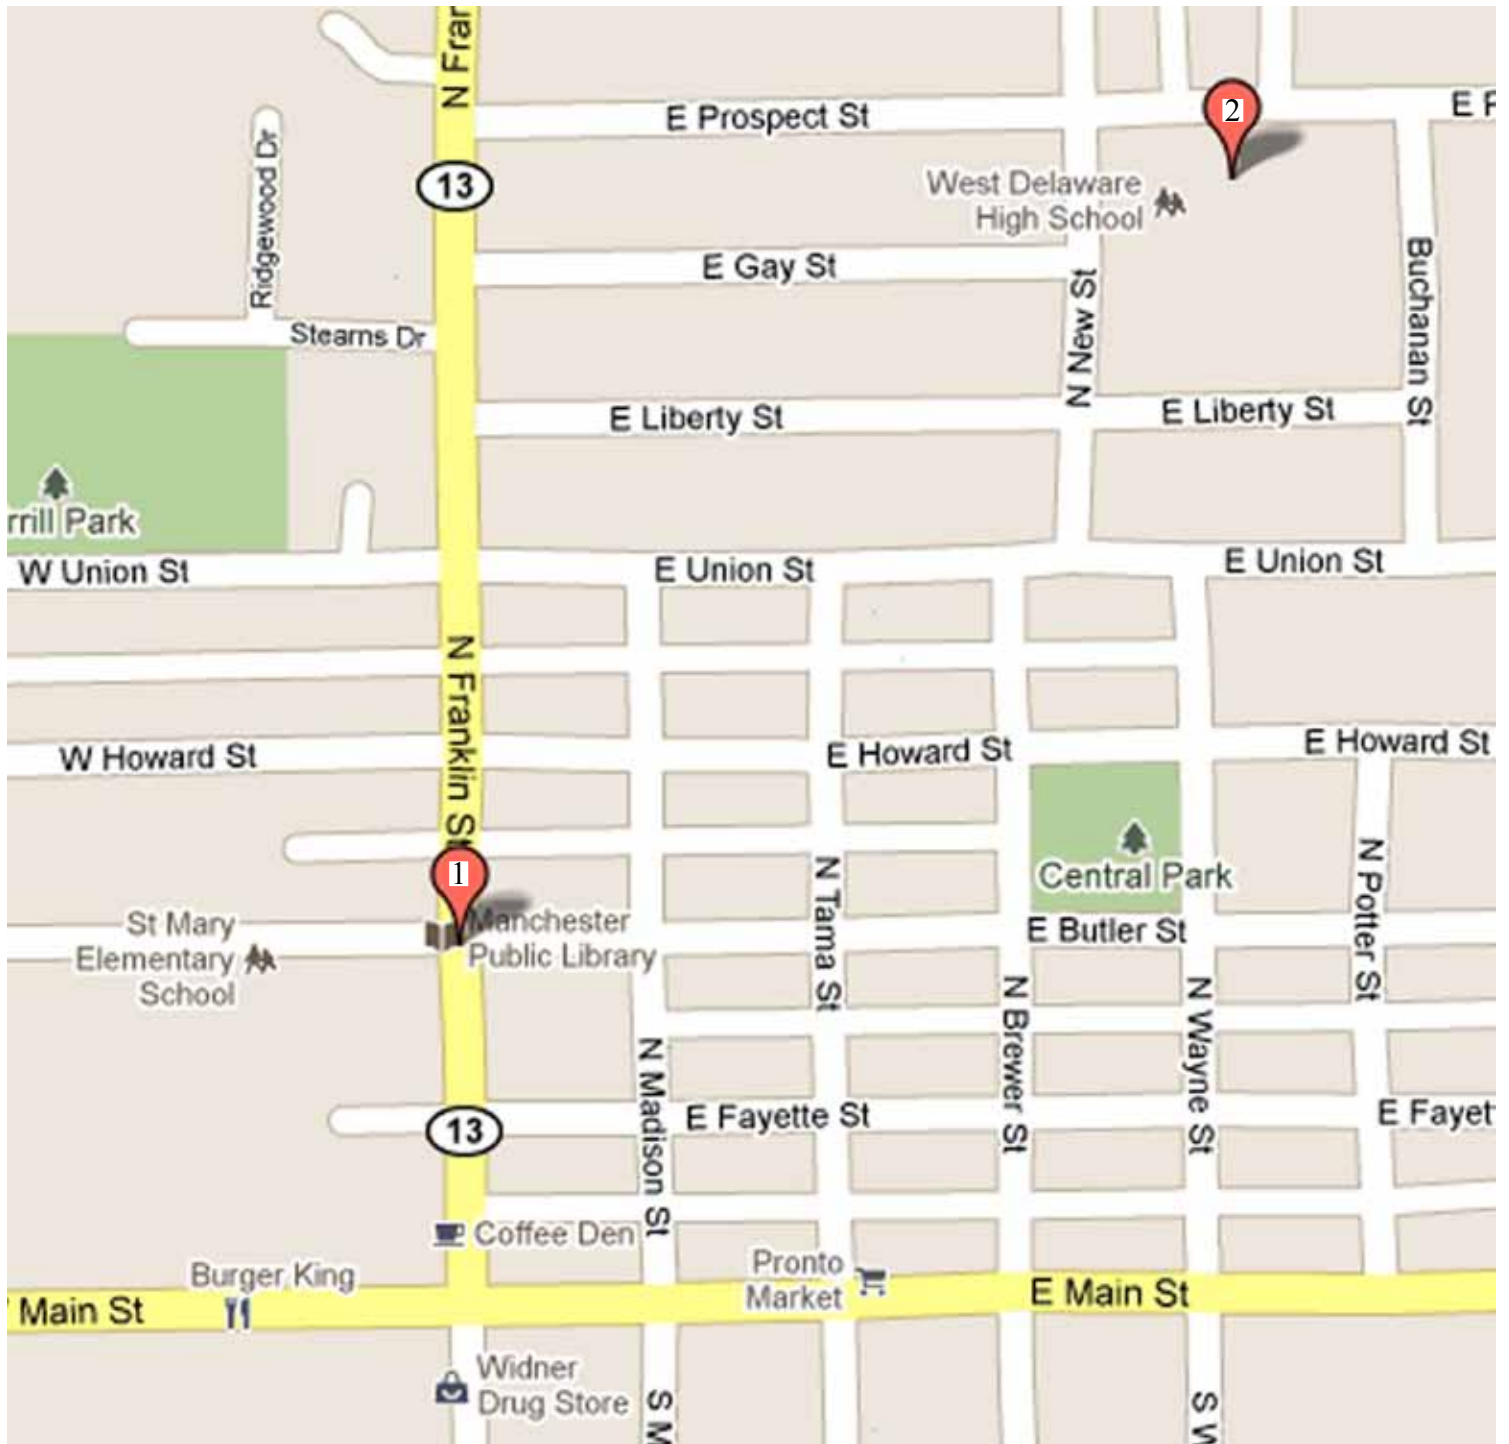 N Fran
E Prospect St
E P
2
13
Ridgewood Dr
West Delaware
High School
E Gay St
Buchanan St
N New St
Stearns Dr
E Liberty St
E Liberty St
rrill Park
W Union St
E Union St
E Union St
N Franklin St
W Howard St
E Howard St
E Howard St
1
Central Park
N Tama St
N Potter St
St Mary
Elementary
School
Manchester
Public Library
E Butler St
N Brewer St
N Wayne St
N Madison St
13
E Fayette St
E Fayet
Coffee Den
Burger King
Pronto
Market
Main St
E Main St
Widner
Drug Store
S M
S W